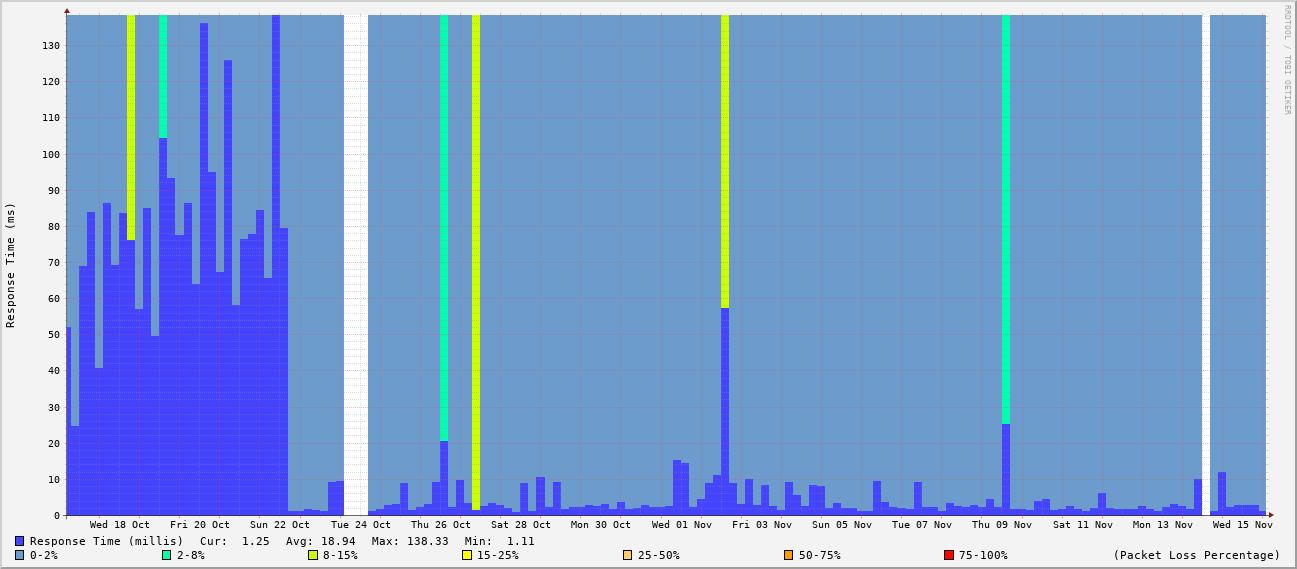 RRDTOOL / TOBI OETIKER
Response Time (ms)
130
120
110
100
90
80
70
60
50
40
30
20
10
0
Wed 18 Oct Fri 20 Oct Sun 22 Oct Tue 24 Oct Thu 26 Oct Sat 28 Oct Mon 30 Oct Wed 01 Nov Fri 03 Nov Sun 05 Nov Tue 07 Nov Thu 09 Nov Sat 11 Nov Mon 13 Nov Wed 15 Nov
Response Time (millis) Cur: 1.25 Avg: 18.94 Max: 138.33 Min: 1.11
0-2% 2-8% 8-15% 15-25% 25-50% 50-75% 75-100% (Packet Loss Percentage)